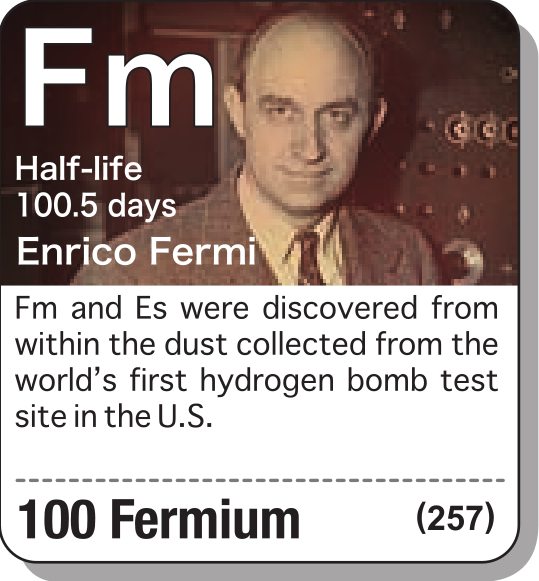 Fm
Half-life
100.5 days
Enrico Fermi
Fm and Es were discovered from
within the dust collected from the
world's first hydrogen bomb test
site in the U.S.
100 Fermium (257)